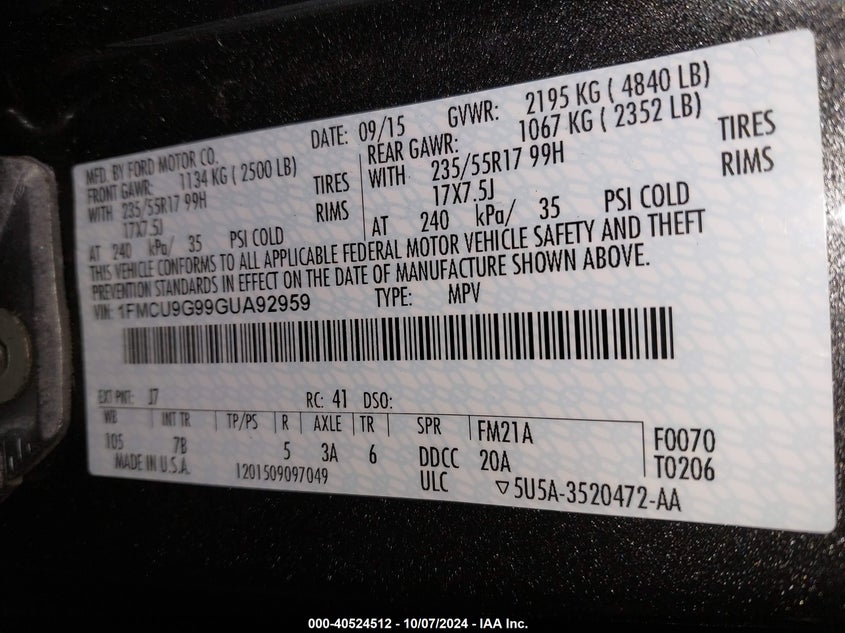 MFD. BY FORD MOTOR CO.
DATE: 09/15
GVWR: 2195 KG ( 4840 LB)
FRONT GAWR: 1134 KG ( 2500 LB)
REAR GAWR: 1067 KG ( 2352 LB)
WITH 235/55R17 99H TIRES
WITH 235/55R17 99H TIRES
17X7.5J RIMS
17X7.5J RIMS
AT 240 kPa/ 35 PSI COLD
AT 240 kPa/ 35 PSI COLD
THIS VEHICLE CONFORMS TO ALL APPLICABLE FEDERAL MOTOR VEHICLE SAFETY AND THEFT
PREVENTION STANDARDS IN EFFECT ON THE DATE OF MANUFACTURE SHOWN ABOVE.
VIN: 1FMCU9G99GUA92959
TYPE: MPV
EXT PNT: J7 RC: 41 DSO:
WB INT TR TP/PS R AXLE TR SPR FM21A F0070
105 7B 5 3A 6 DDCC 20A T0206
MADE IN U.S.A. 1201509097049 ULC ▽5U5A-3520472-AA
000-40524512 - 10/07/2024 - IAA Inc.